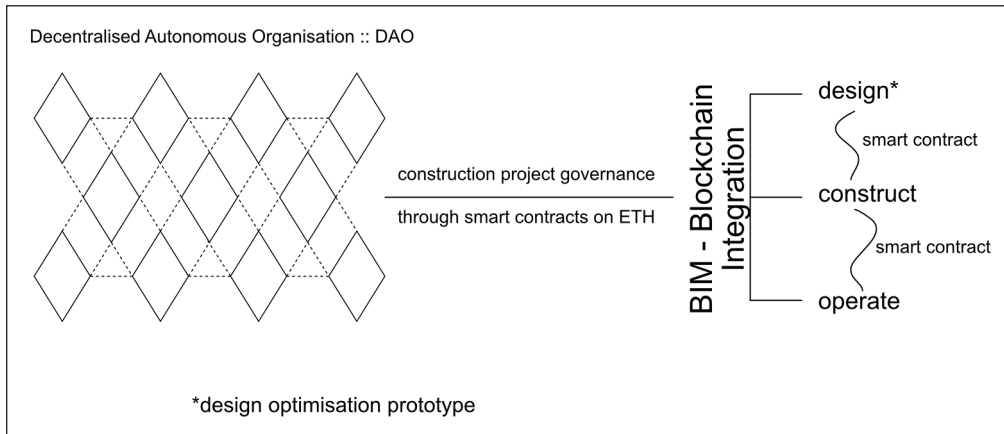 Decentralised Autonomous Organisation :: DAO
construction project governance
through smart contracts on ETH
BIM - Blockchain
Integration
design*
smart contract
construct
smart contract
operate
*design optimisation prototype